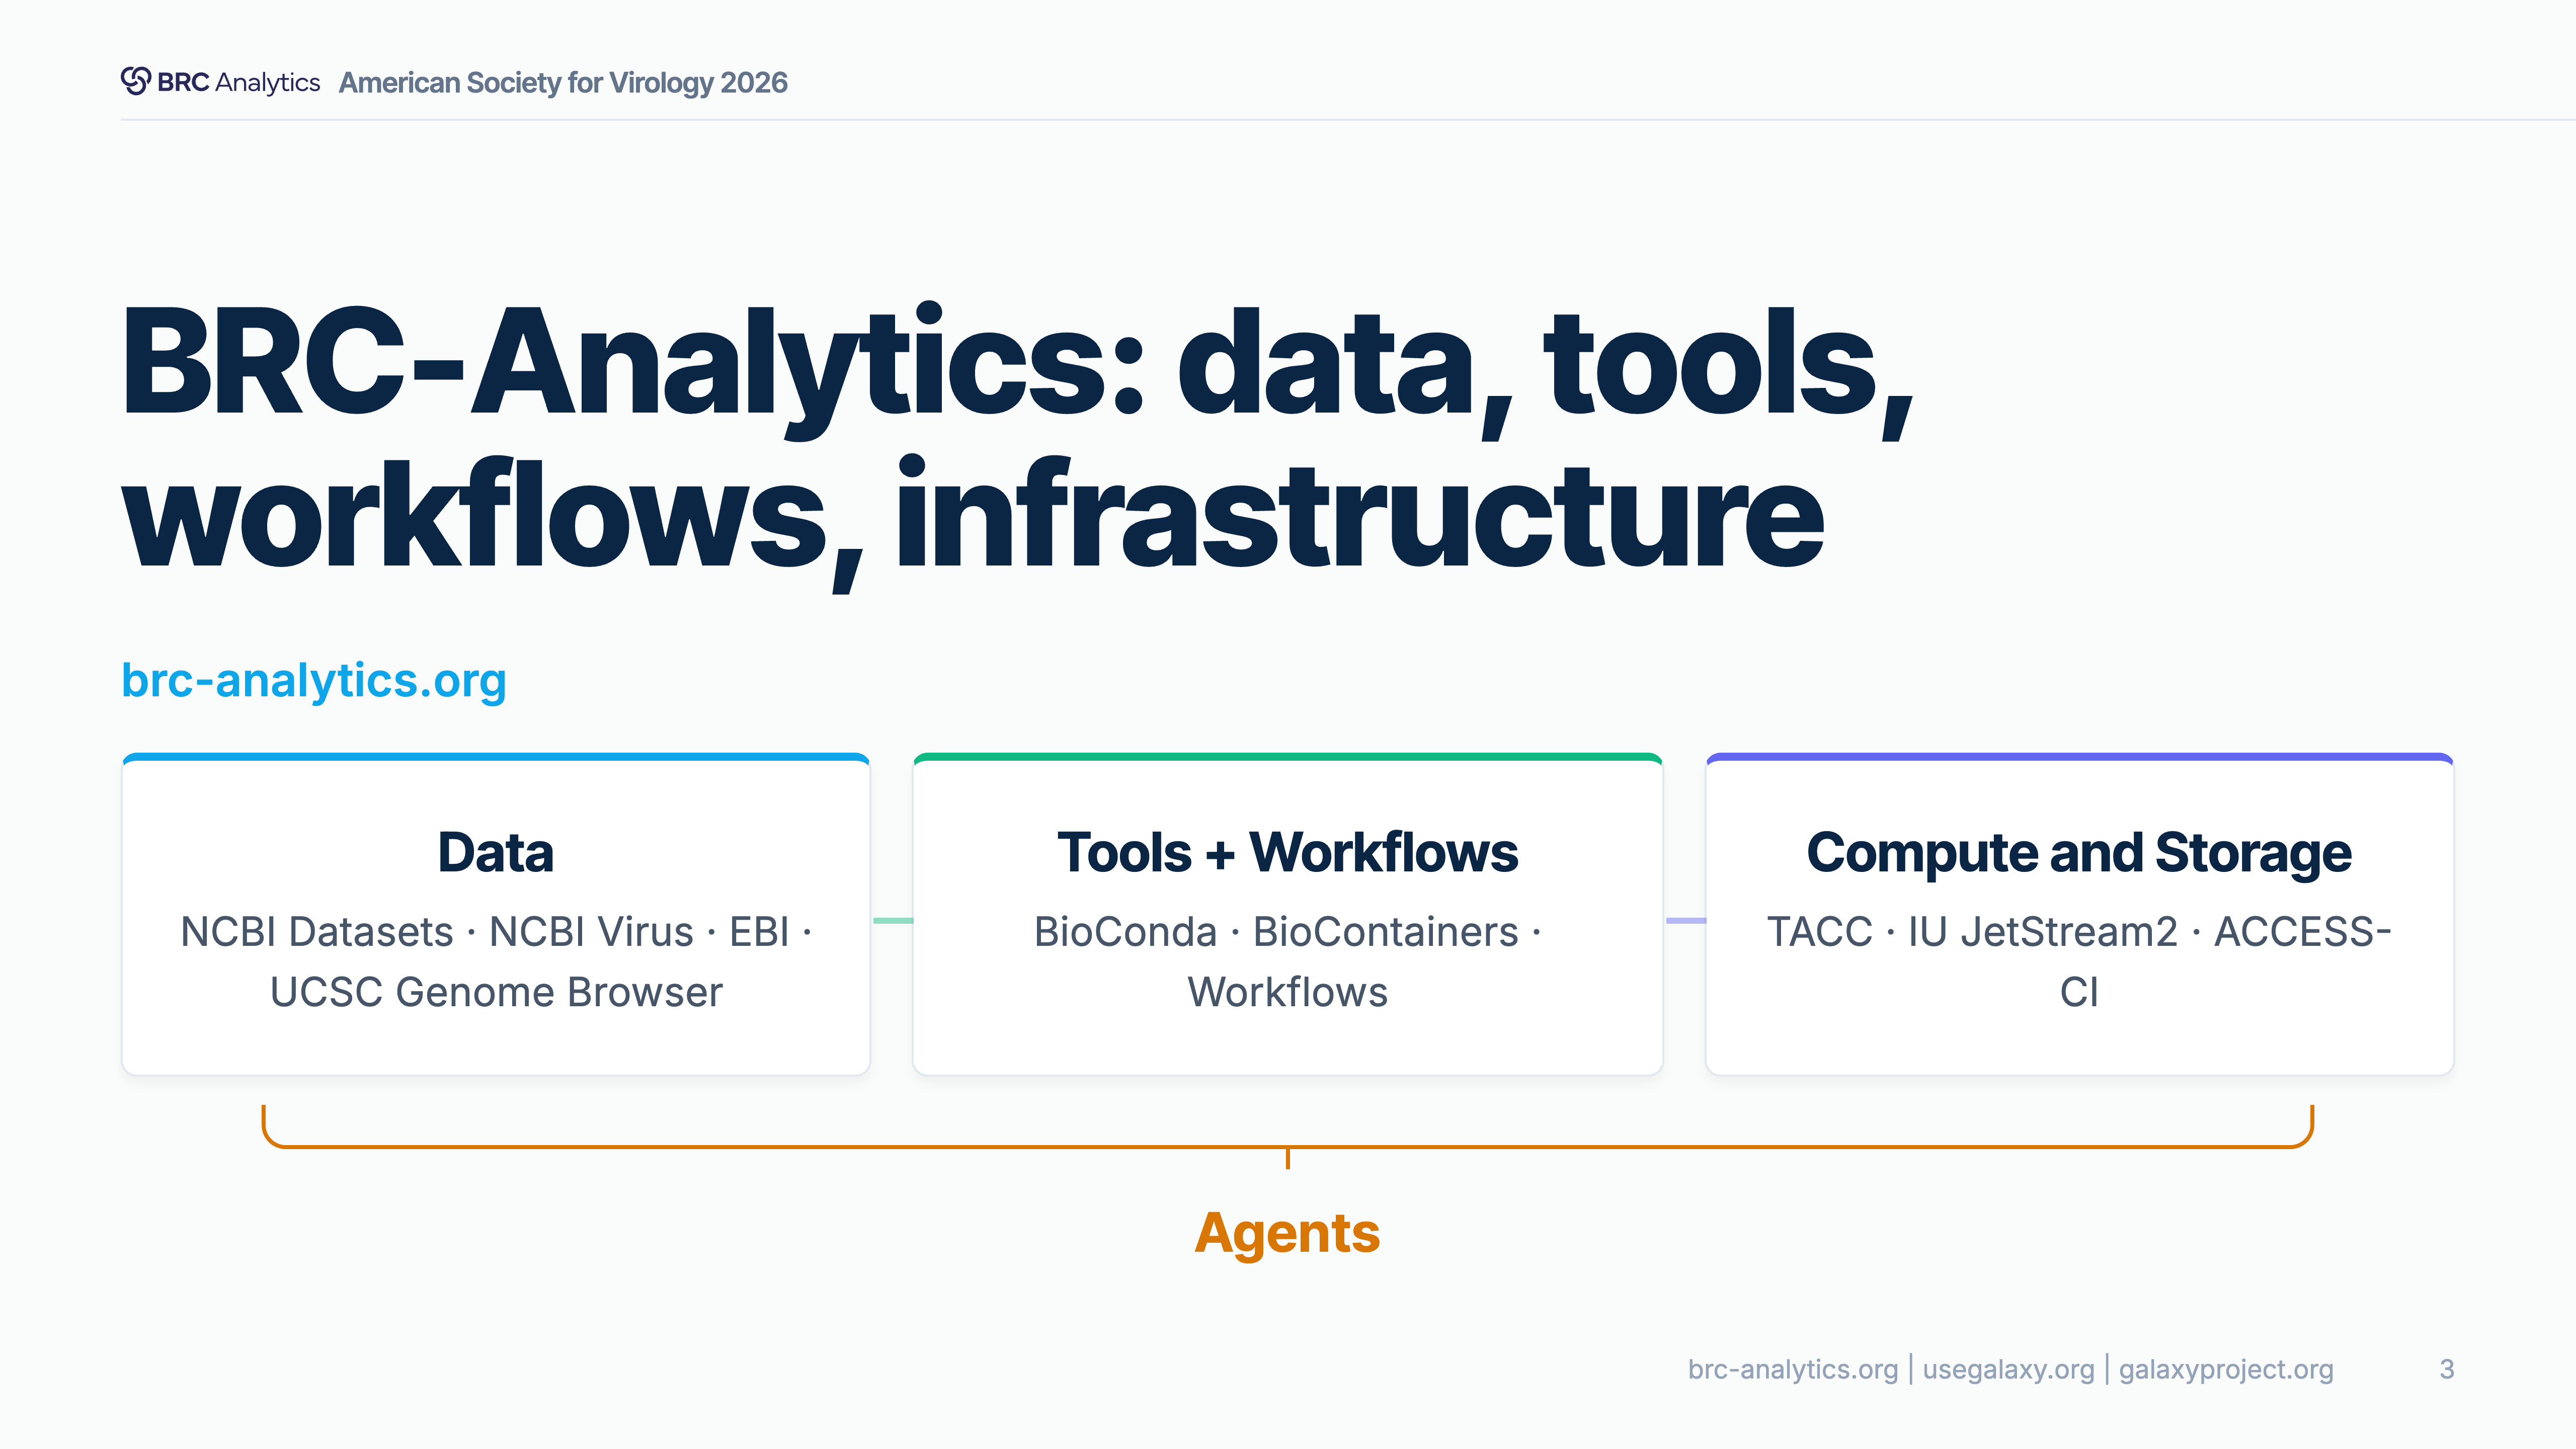 BRC Analytics American Society for Virology 2026
BRC-Analytics: data, tools,
workflows, infrastructure
brc-analytics.org
Data
NCBI Datasets · NCBI Virus · EBI ·
UCSC Genome Browser
Tools + Workflows
BioConda · BioContainers ·
Workflows
Compute and Storage
TACC · IU JetStream2 · ACCESS-
CI
Agents
brc-analytics.org | usegalaxy.org | galaxyproject.org 3